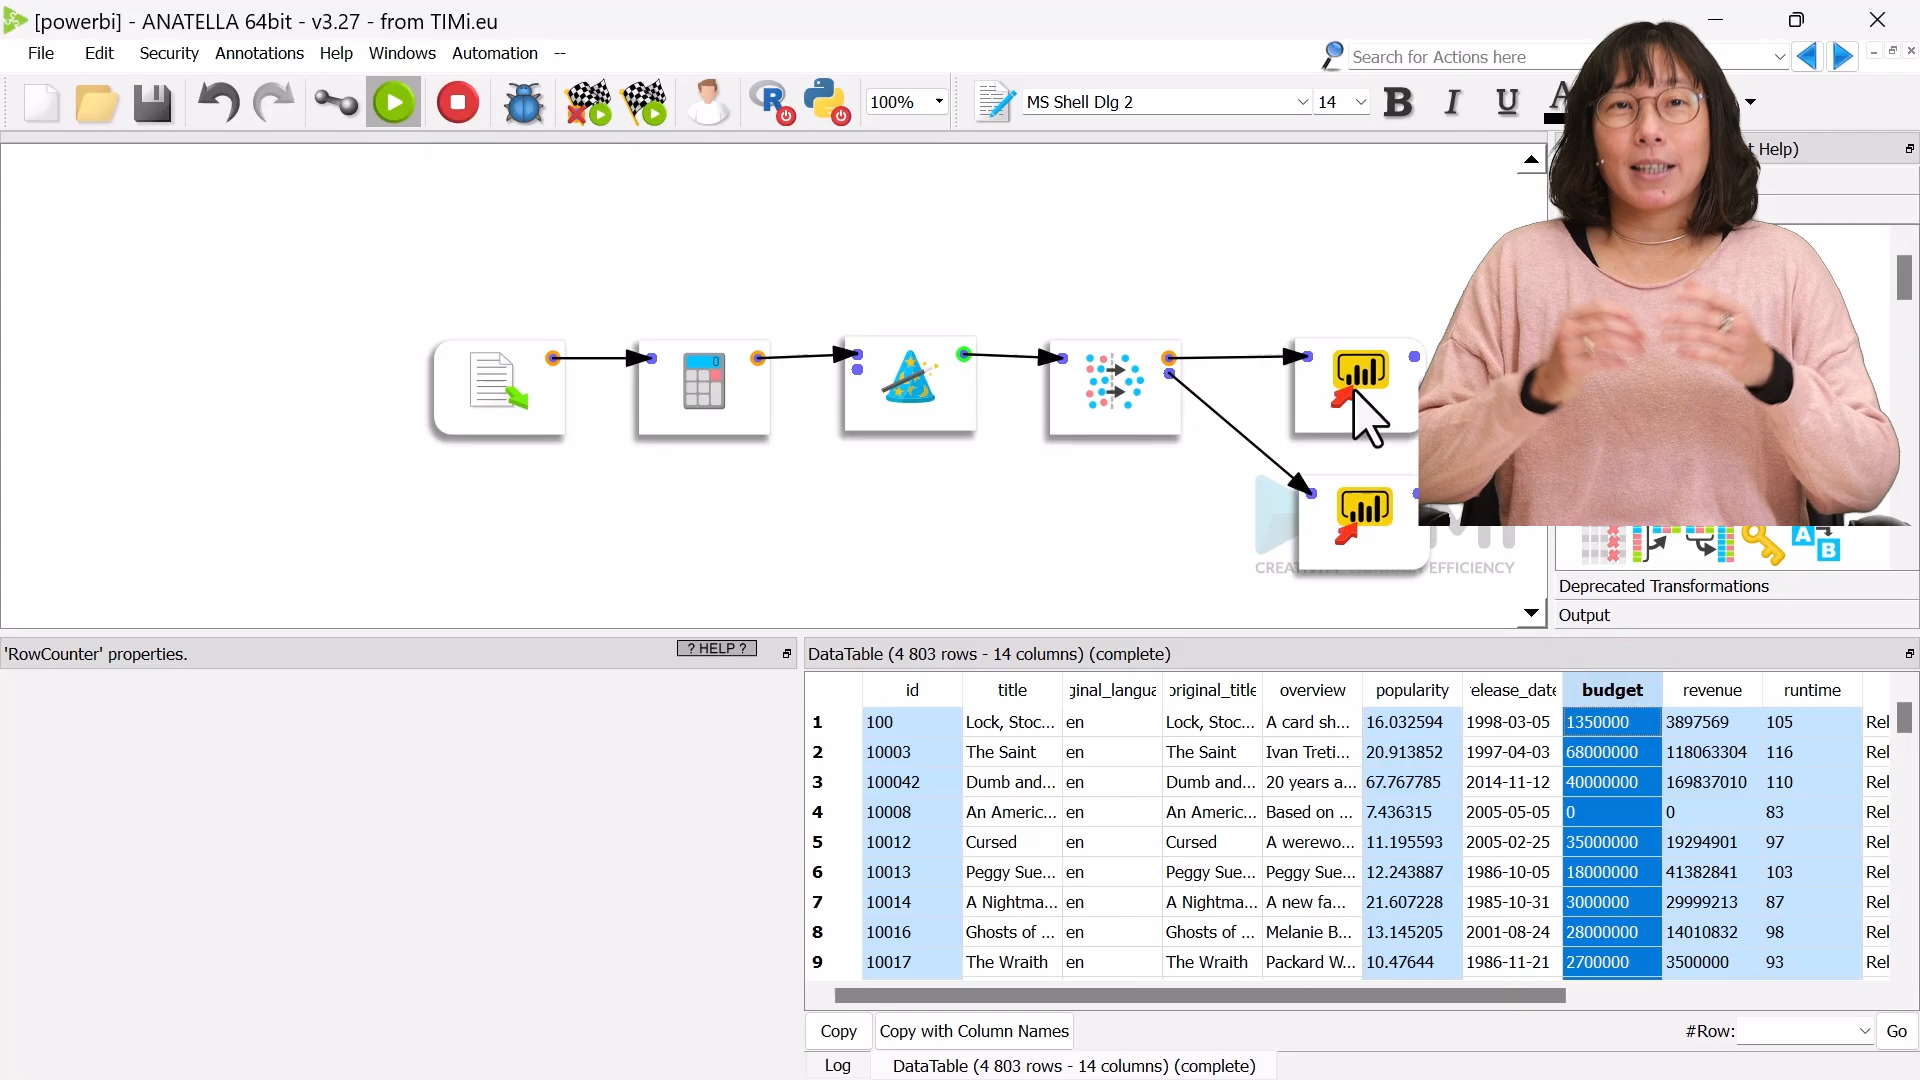 [powerbi] - ANATELLA 64bit - v3.27 - from TIMi.eu
File Edit Security Annotations Help Windows Automation --
Search for Actions here
R
100%
MS Shell Dlg 2
14
B I U A
t Help)
0
EFFICIENCY
A B
Deprecated Transformations
Output
'RowCounter' properties.
? HELP ?
DataTable (4 803 rows - 14 columns) (complete)
id title ginal_langua original_title overview popularity elease_date budget revenue runtime
1 100 Lock, Stoc... en Lock, Stoc... A card sh... 16.032594 1998-03-05 1350000 3897569 105 Rel
2 10003 The Saint en The Saint Ivan Treti... 20.913852 1997-04-03 68000000 118063304 116 Rel
3 100042 Dumb and... en Dumb and... 20 years a... 67.767785 2014-11-12 40000000 169837010 110 Rel
4 10008 An Americ... en An Americ... Based on ... 7.436315 2005-05-05 0 0 83 Rel
5 10012 Cursed en Cursed A werewo... 11.195593 2005-02-25 35000000 19294901 97 Rel
6 10013 Peggy Sue... en Peggy Sue... Peggy Sue... 12.243887 1986-10-05 18000000 41382841 103 Rel
7 10014 A Nightma... en A Nightma... A new fa... 21.607228 1985-10-31 3000000 29999213 87 Rel
8 10016 Ghosts of ... en Ghosts of ... Melanie B... 13.145205 2001-08-24 28000000 14010832 98 Rel
9 10017 The Wraith en The Wraith Packard W... 10.47644 1986-11-21 2700000 3500000 93 Rel
Copy Copy with Column Names
#Row: Go
Log DataTable (4 803 rows - 14 columns) (complete)